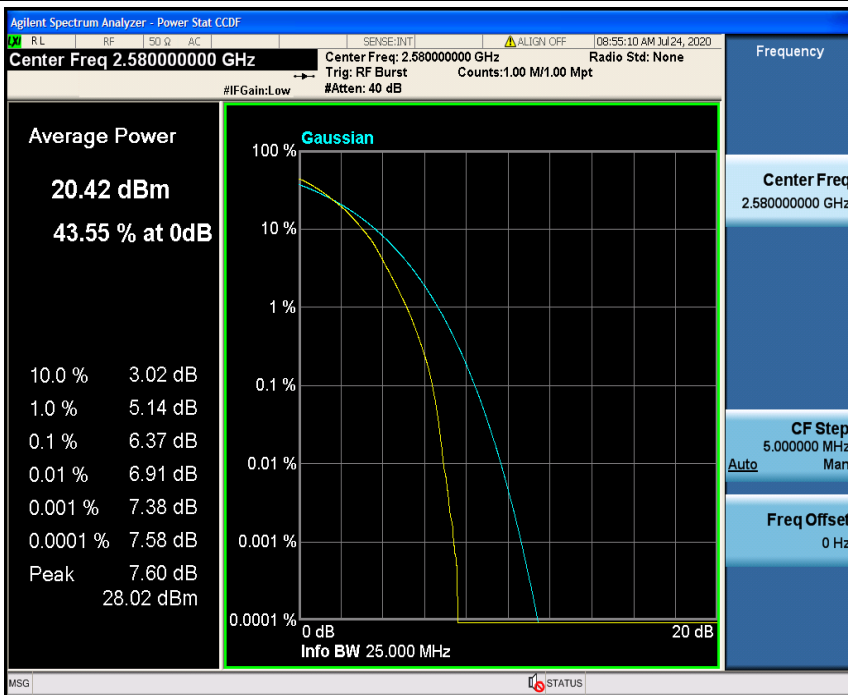 Agilent Spectrum Analyzer - Power Stat CCDF
LXI RL RF 50 Ω AC SENSE:INT ALIGN OFF 08:55:10 AM Jul 24, 2020
Center Freq 2.580000000 GHz
Center Freq: 2.580000000 GHz Radio Std: None
Trig: RF Burst Counts:1.00 M/1.00 Mpt
#IFGain:Low #Atten: 40 dB
Average Power
20.42 dBm
43.55 % at 0dB
10.0 % 3.02 dB
1.0 % 5.14 dB
0.1 % 6.37 dB
0.01 % 6.91 dB
0.001 % 7.38 dB
0.0001 % 7.58 dB
Peak 7.60 dB
28.02 dBm
Gaussian
100 %
10 %
1 %
0.1 %
0.01 %
0.001 %
0.0001 %
0 dB 20 dB
Info BW 25.000 MHz
Frequency
Center Freq
2.580000000 GHz
CF Step
5.000000 MHz
Auto Man
Freq Offset
0 Hz
MSG STATUS